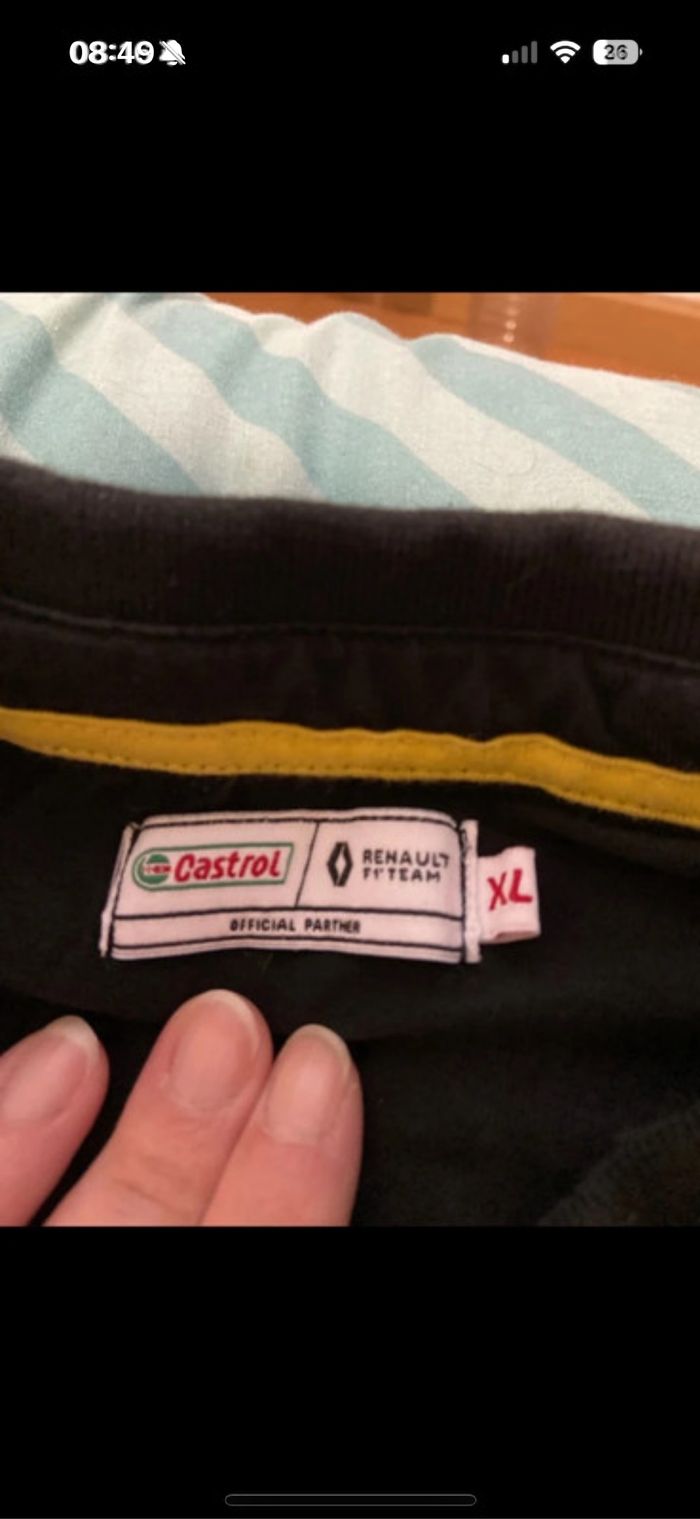 08:49
26
Castrol
RENAULT
F1 TEAM
OFFICIAL PARTNER
XL